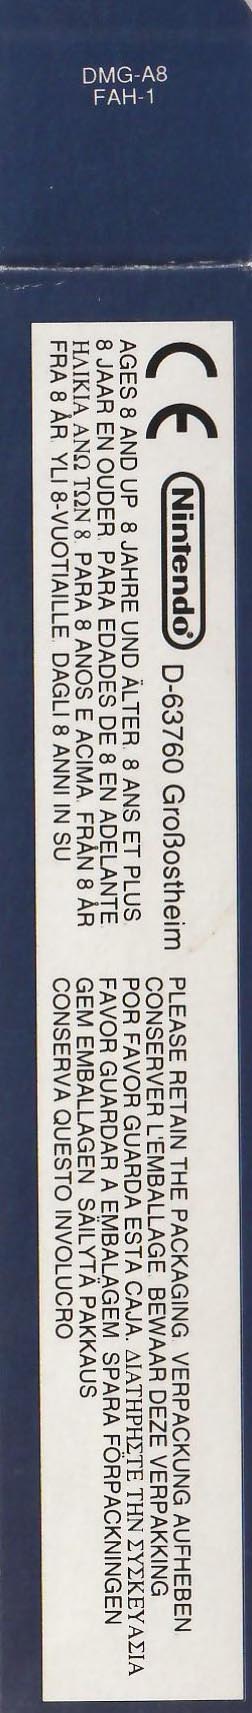 DMG-A8
FAH-1
CE Nintendo® D-63760 Großostheim
AGES 8 AND UP. 8 JAHRE UND ÄLTER. 8 ANS ET PLUS.
8 JAAR EN OUDER. PARA EDADES DE 8 EN ADELANTE.
ΗΛΙΚΙΑ ΑΝΩ ΤΩΝ 8. PARA 8 ANOS E ACIMA. FRÅN 8 ÅR
FRA 8 ÅR. YLI 8-VUOTIAILLE. DAGLI 8 ANNI IN SU
PLEASE RETAIN THE PACKAGING. VERPACKUNG AUFHEBEN.
CONSERVER L'EMBALLAGE. BEWAAR DEZE VERPAKKING
POR FAVOR GUARDA ESTA CAJA. ΔΙΑΤΗΡΗΣΤΕ ΤΗΝ ΣΥΣΚΕΥΑΣΙΑ
FAVOR GUARDAR A EMBALAGEM SPARA FÖRPACKNINGEN
GEM EMBALLAGEN SÄILYTÄ PAKKAUS
CONSERVA QUESTO INVOLUCRO